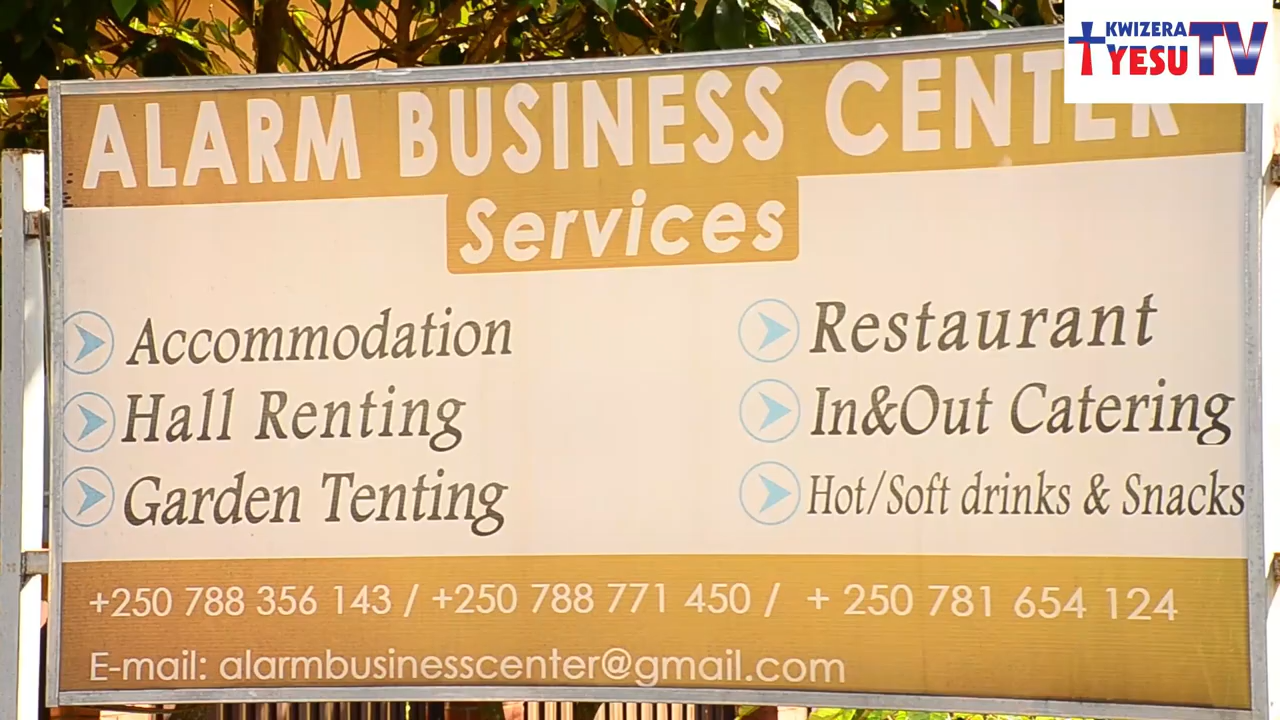 KWIZERA
YESU TV
ALARM BUSINESS CENTER
Services
Accommodation
Hall Renting
Garden Tenting
Restaurant
In&Out Catering
Hot/Soft drinks & Snacks
+250 788 356 143 / +250 788 771 450 / + 250 781 654 124
E-mail: alarmbusinesscenter@gmail.com